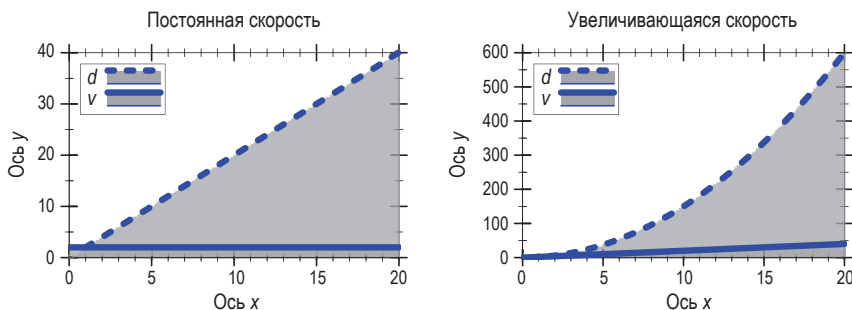 Постоянная скорость
40
30
20
10
0
0 5 10 15 20
Ось y
Ось x
d
v
Увеличивающаяся скорость
600
500
400
300
200
100
0
0 5 10 15 20
Ось y
Ось x
d
v